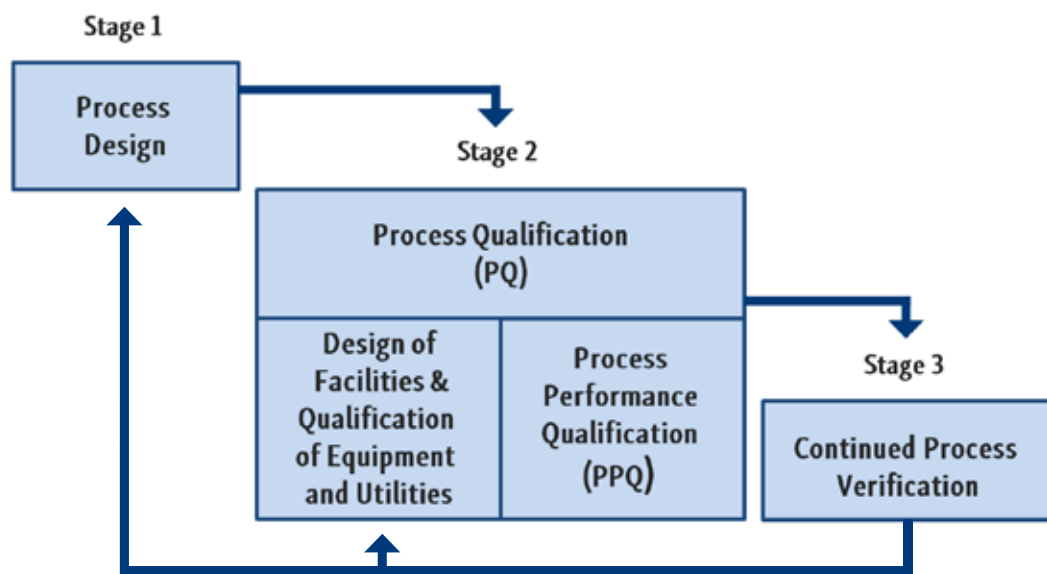 Stage 1
Process
Design
Stage 2
Process Qualification
(PQ)
Design of
Facilities &
Qualification
of Equipment
and Utilities
Process
Performance
Qualification
(PPQ)
Stage 3
Continued Process
Verification